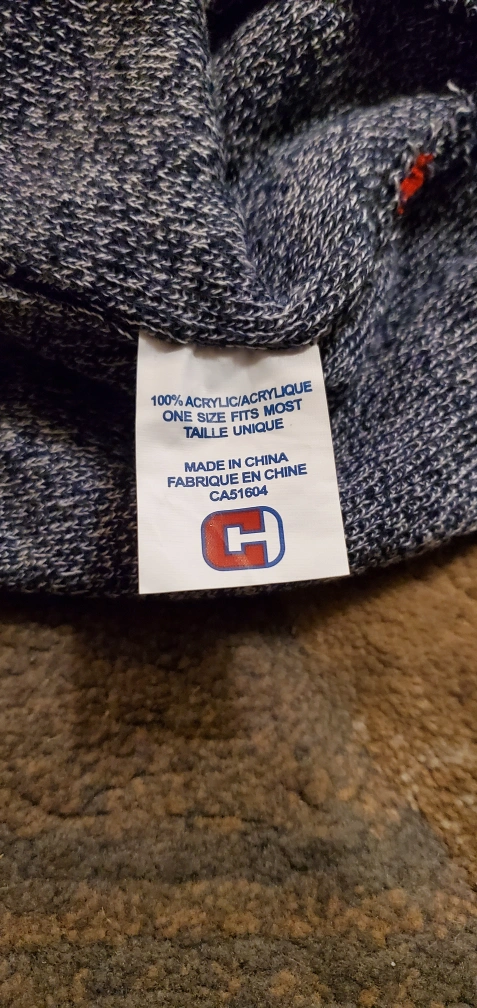 100% ACRYLIC/ACRYLIQUE
ONE SIZE FITS MOST
TAILLE UNIQUE
MADE IN CHINA
FABRIQUE EN CHINE
CA51604
C